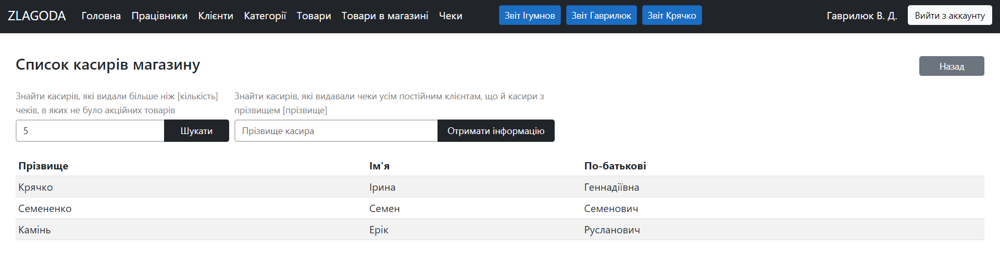 ZLAGODA Головна Працівники Клієнти Категорії Товари Товари в магазині Чеки Звіт Ігумнов Звіт Гаврилюк Звіт Крячко Гаврилюк В. Д. Вийти з аккаунту
Список касирів магазину
Назад
Знайти касирів, які видали більше ніж [кількість]
чеків, в яких не було акційних товарів
Знайти касирів, які видавали чеки усім постійним клієнтам, що й касири з
прізвищем [прізвище]
5 Шукати
Прізвище касира Отримати інформацію
Прізвище Ім'я По-батькові
Крячко Ірина Геннадіївна
Семененко Семен Семенович
Камінь Ерік Русланович